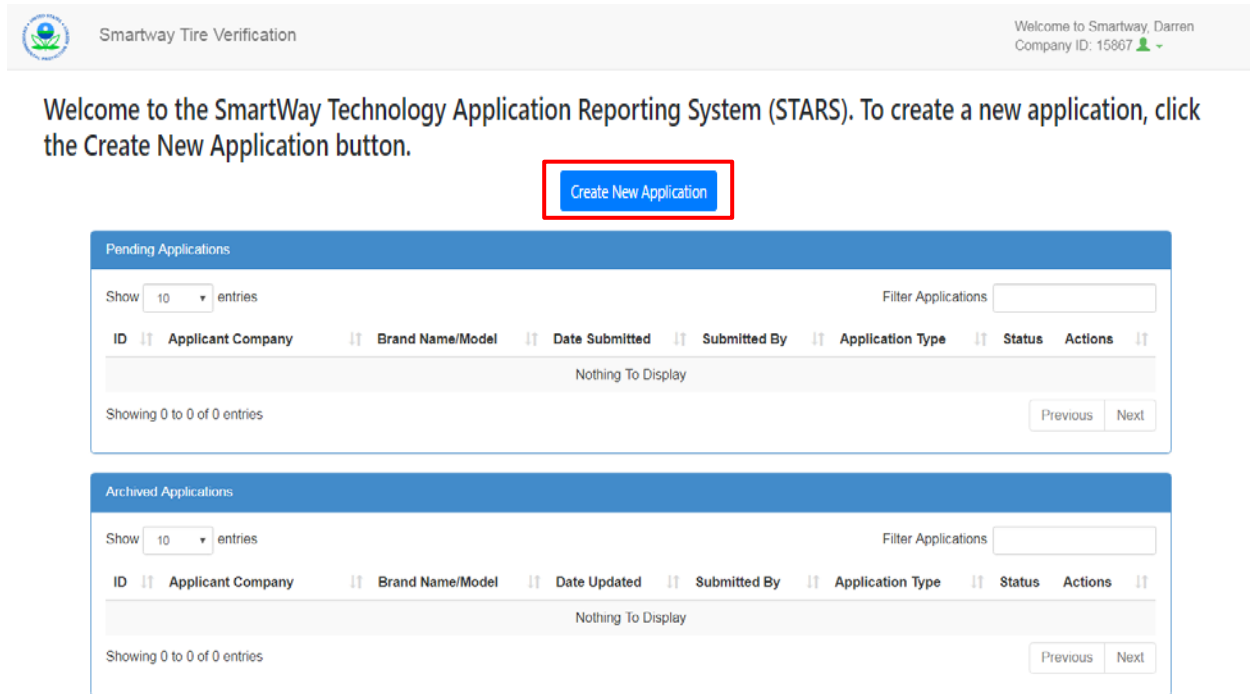 Smartway Tire Verification
Welcome to Smartway, Darren
Company ID: 15867
Welcome to the SmartWay Technology Application Reporting System (STARS). To create a new application, click
the Create New Application button.
Create New Application
Pending Applications
Show 10 entries Filter Applications
ID Applicant Company Brand Name/Model Date Submitted Submitted By Application Type Status Actions
Nothing To Display
Showing 0 to 0 of 0 entries Previous Next
Archived Applications
Show 10 entries Filter Applications
ID Applicant Company Brand Name/Model Date Updated Submitted By Application Type Status Actions
Nothing To Display
Showing 0 to 0 of 0 entries Previous Next